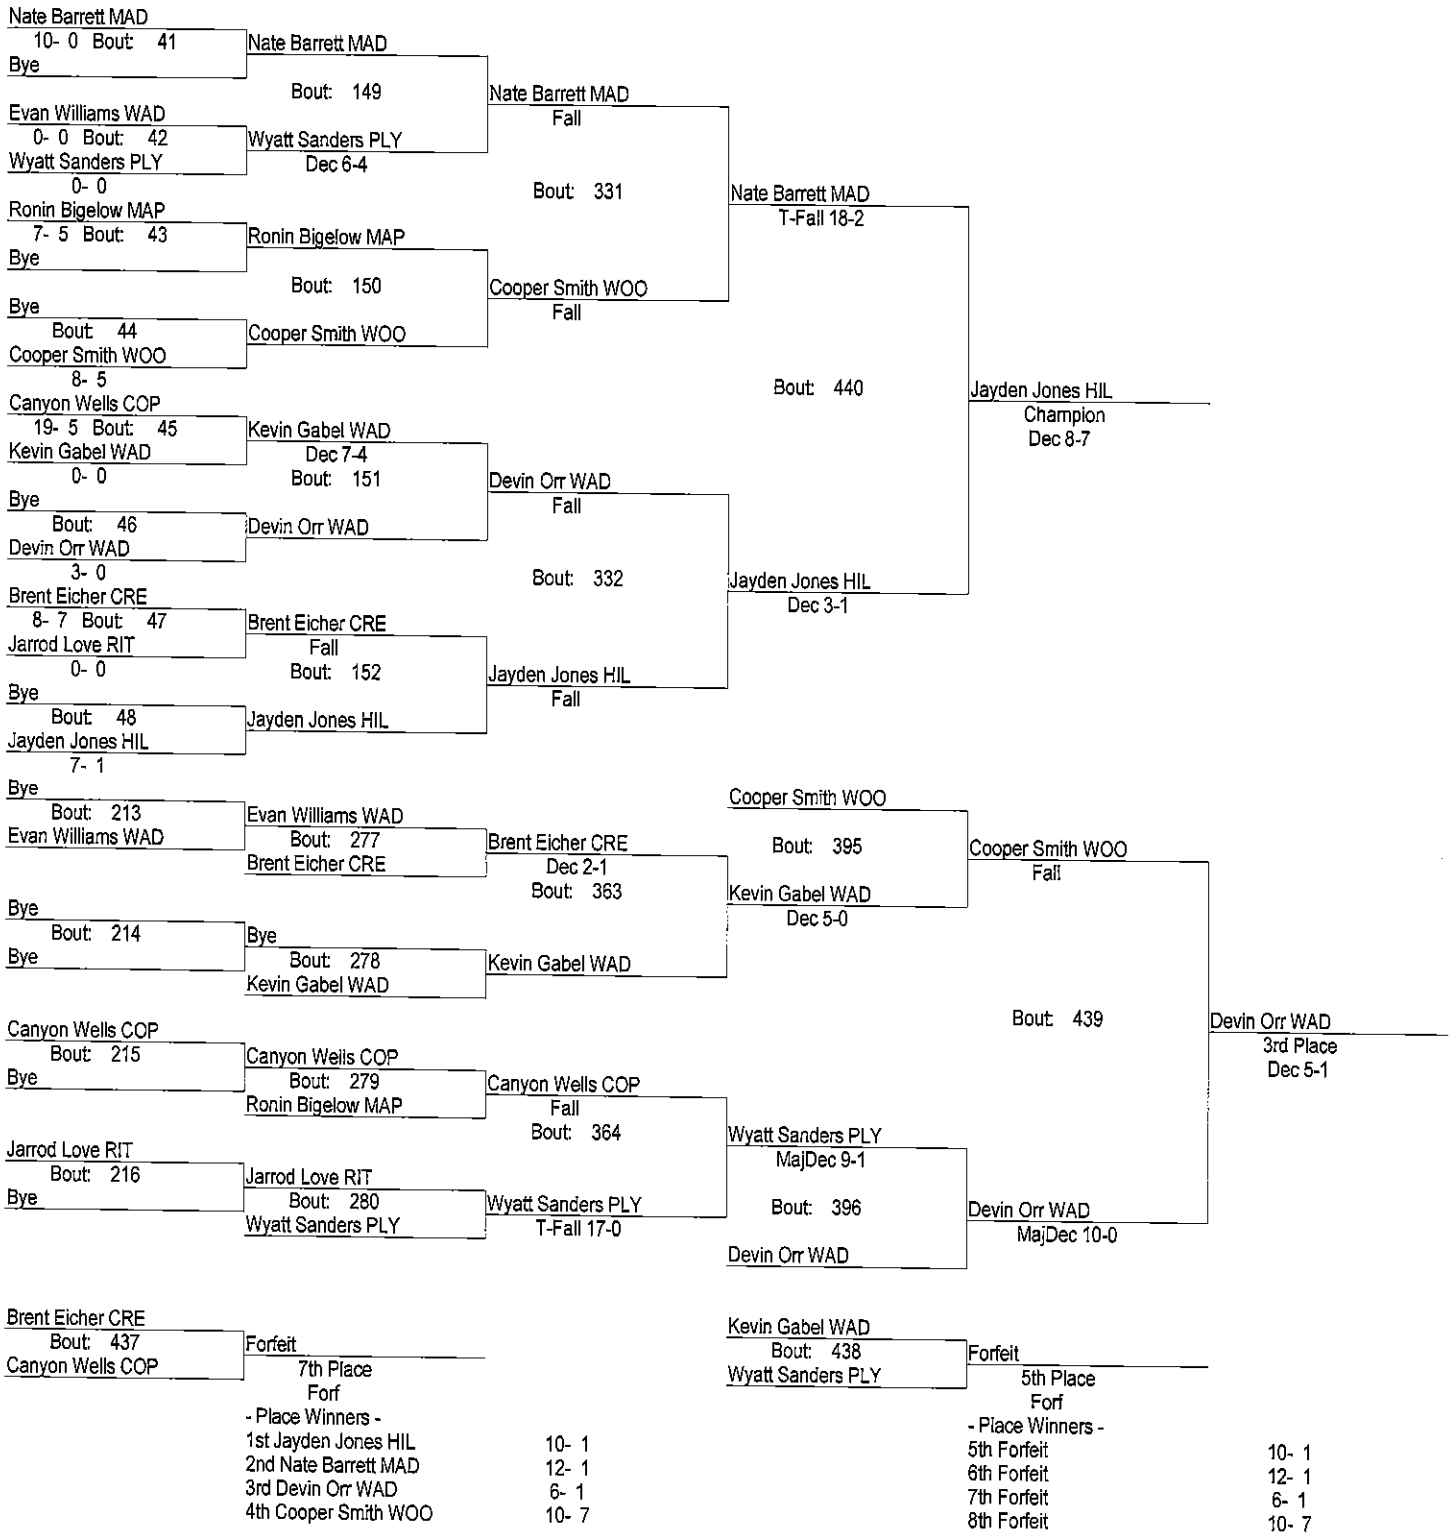 Nate Barrett MAD
10- 0 Bout: 41
Bye
Nate Barrett MAD
Bout: 149
Evan Williams WAD
0- 0 Bout: 42
Wyatt Sanders PLY
0- 0
Wyatt Sanders PLY
Dec 6-4
Nate Barrett MAD
Fall
Bout: 331
Ronin Bigelow MAP
7- 5 Bout: 43
Bye
Ronin Bigelow MAP
Bout: 150
Bye
Bout: 44
Cooper Smith WOO
8- 5
Cooper Smith WOO
Cooper Smith WOO
Fall
Nate Barrett MAD
T-Fall 18-2
Bout: 440
Canyon Wells COP
19- 5 Bout: 45
Kevin Gabel WAD
0- 0
Kevin Gabel WAD
Dec 7-4
Bout: 151
Bye
Bout: 46
Devin Orr WAD
3- 0
Devin Orr WAD
Devin Orr WAD
Fall
Bout: 332
Brent Eicher CRE
8- 7 Bout: 47
Jarrod Love RIT
0- 0
Brent Eicher CRE
Fall
Bout: 152
Bye
Bout: 48
Jayden Jones HIL
7- 1
Jayden Jones HIL
Jayden Jones HIL
Fall
Jayden Jones HIL
Dec 3-1
Jayden Jones HIL
Champion
Dec 8-7
Bye
Bout: 213
Evan Williams WAD
Evan Williams WAD
Bout: 277
Brent Eicher CRE
Brent Eicher CRE
Dec 2-1
Bout: 363
Bye
Bout: 214
Bye
Bye
Bout: 278
Kevin Gabel WAD
Kevin Gabel WAD
Cooper Smith WOO
Bout: 395
Kevin Gabel WAD
Dec 5-0
Cooper Smith WOO
Fall
Bout: 439
Canyon Wells COP
Bout: 215
Bye
Canyon Wells COP
Bout: 279
Ronin Bigelow MAP
Canyon Wells COP
Fall
Bout: 364
Jarrod Love RIT
Bout: 216
Bye
Jarrod Love RIT
Bout: 280
Wyatt Sanders PLY
Wyatt Sanders PLY
T-Fall 17-0
Wyatt Sanders PLY
MajDec 9-1
Bout: 396
Devin Orr WAD
Devin Orr WAD
MajDec 10-0
Devin Orr WAD
3rd Place
Dec 5-1
Brent Eicher CRE
Bout: 437
Canyon Wells COP
Forfeit
7th Place
Forf
- Place Winners -
1st Jayden Jones HIL 10- 1
2nd Nate Barrett MAD 12- 1
3rd Devin Orr WAD 6- 1
4th Cooper Smith WOO 10- 7
Kevin Gabel WAD
Bout: 438
Wyatt Sanders PLY
Forfeit
5th Place
Forf
- Place Winners -
5th Forfeit 10- 1
6th Forfeit 12- 1
7th Forfeit 6- 1
8th Forfeit 10- 7